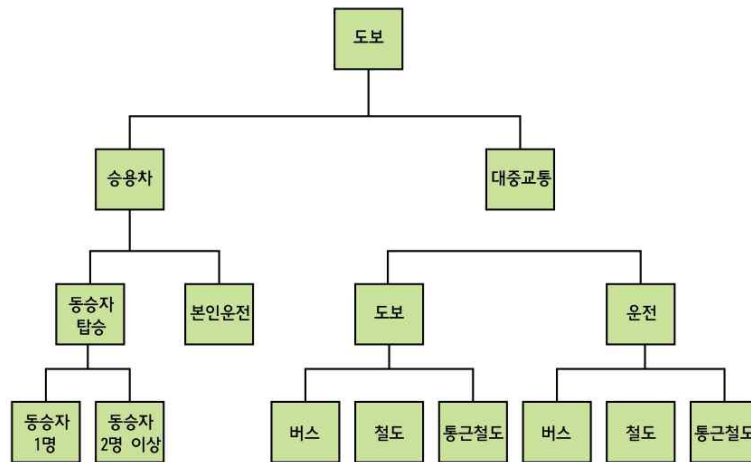 도보
승용차
대중교통
동승자
탑승
본인운전
도보
운전
동승자
1명
동승자
2명 이상
버스
철도
통근철도
버스
철도
통근철도